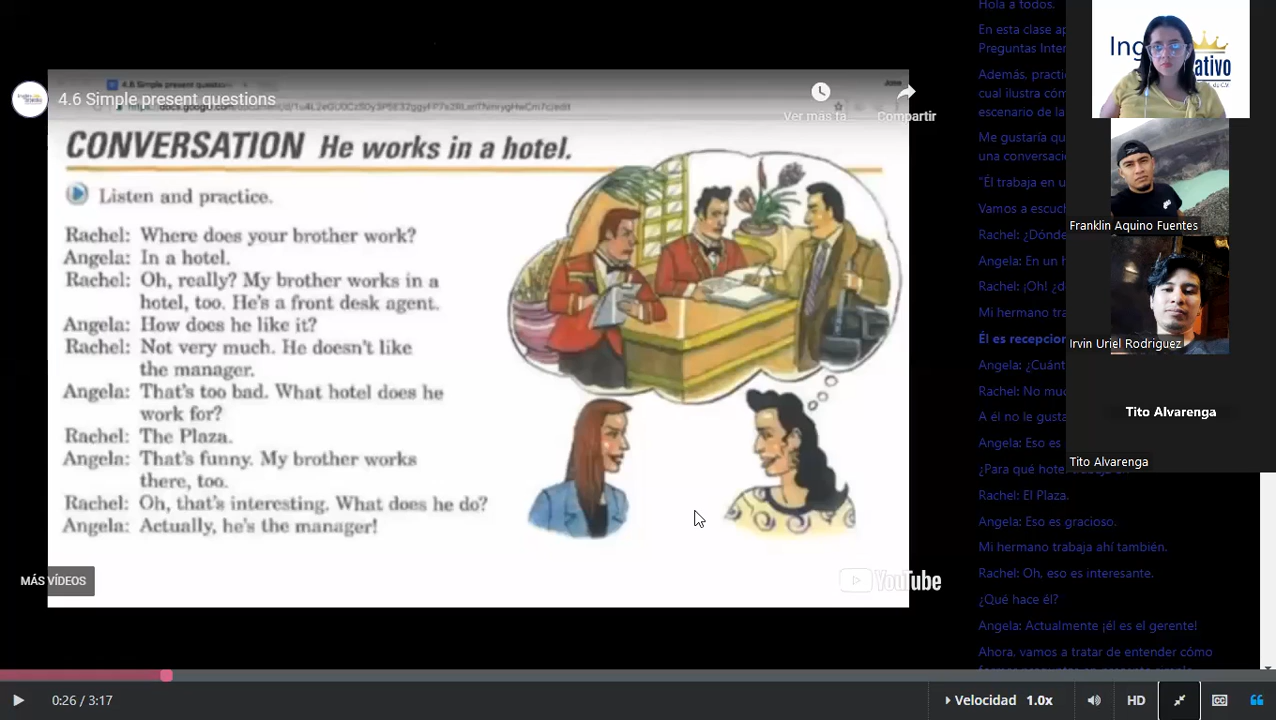 4.6 Simple present questions
Ver más ta...
Compartir
CONVERSATION He works in a hotel.
Listen and practice.
Rachel: Where does your brother work?
Angela: In a hotel.
Rachel: Oh, really? My brother works in a
hotel, too. He's a front desk agent.
Angela: How does he like it?
Rachel: Not very much. He doesn't like
the manager.
Angela: That's too bad. What hotel does he
work for?
Rachel: The Plaza.
Angela: That's funny. My brother works
there, too.
Rachel: Oh, that's interesting. What does he do?
Angela: Actually, he's the manager!
MÁS VÍDEOS
YouTube
0:26 / 3:17
Velocidad 1.0x
HD
CC
Hola a todos.
En esta clase ap
Preguntas Inter
Además, practi
cual ilustra cóm
escenario de la
Me gustaría qu
una conversació
"Él trabaja en u
Vamos a escuch
Rachel: ¿Dónde
Angela: En un h
Rachel: ¡Oh! ¿d
Mi hermano tra
Él es recepcion
Angela: ¿Cuánt
Rachel: No muc
A él no le gusta
Angela: Eso es
¿Para qué hotel
Rachel: El Plaza.
Angela: Eso es gracioso.
Mi hermano trabaja ahí también.
Rachel: Oh, eso es interesante.
¿Qué hace él?
Angela: Actualmente ¡él es el gerente!
Ahora, vamos a tratar de entender cómo
Ing
ativo
Franklin Aquino Fuentes
Irvin Uriel Rodriguez
Tito Alvarenga
Tito Alvarenga